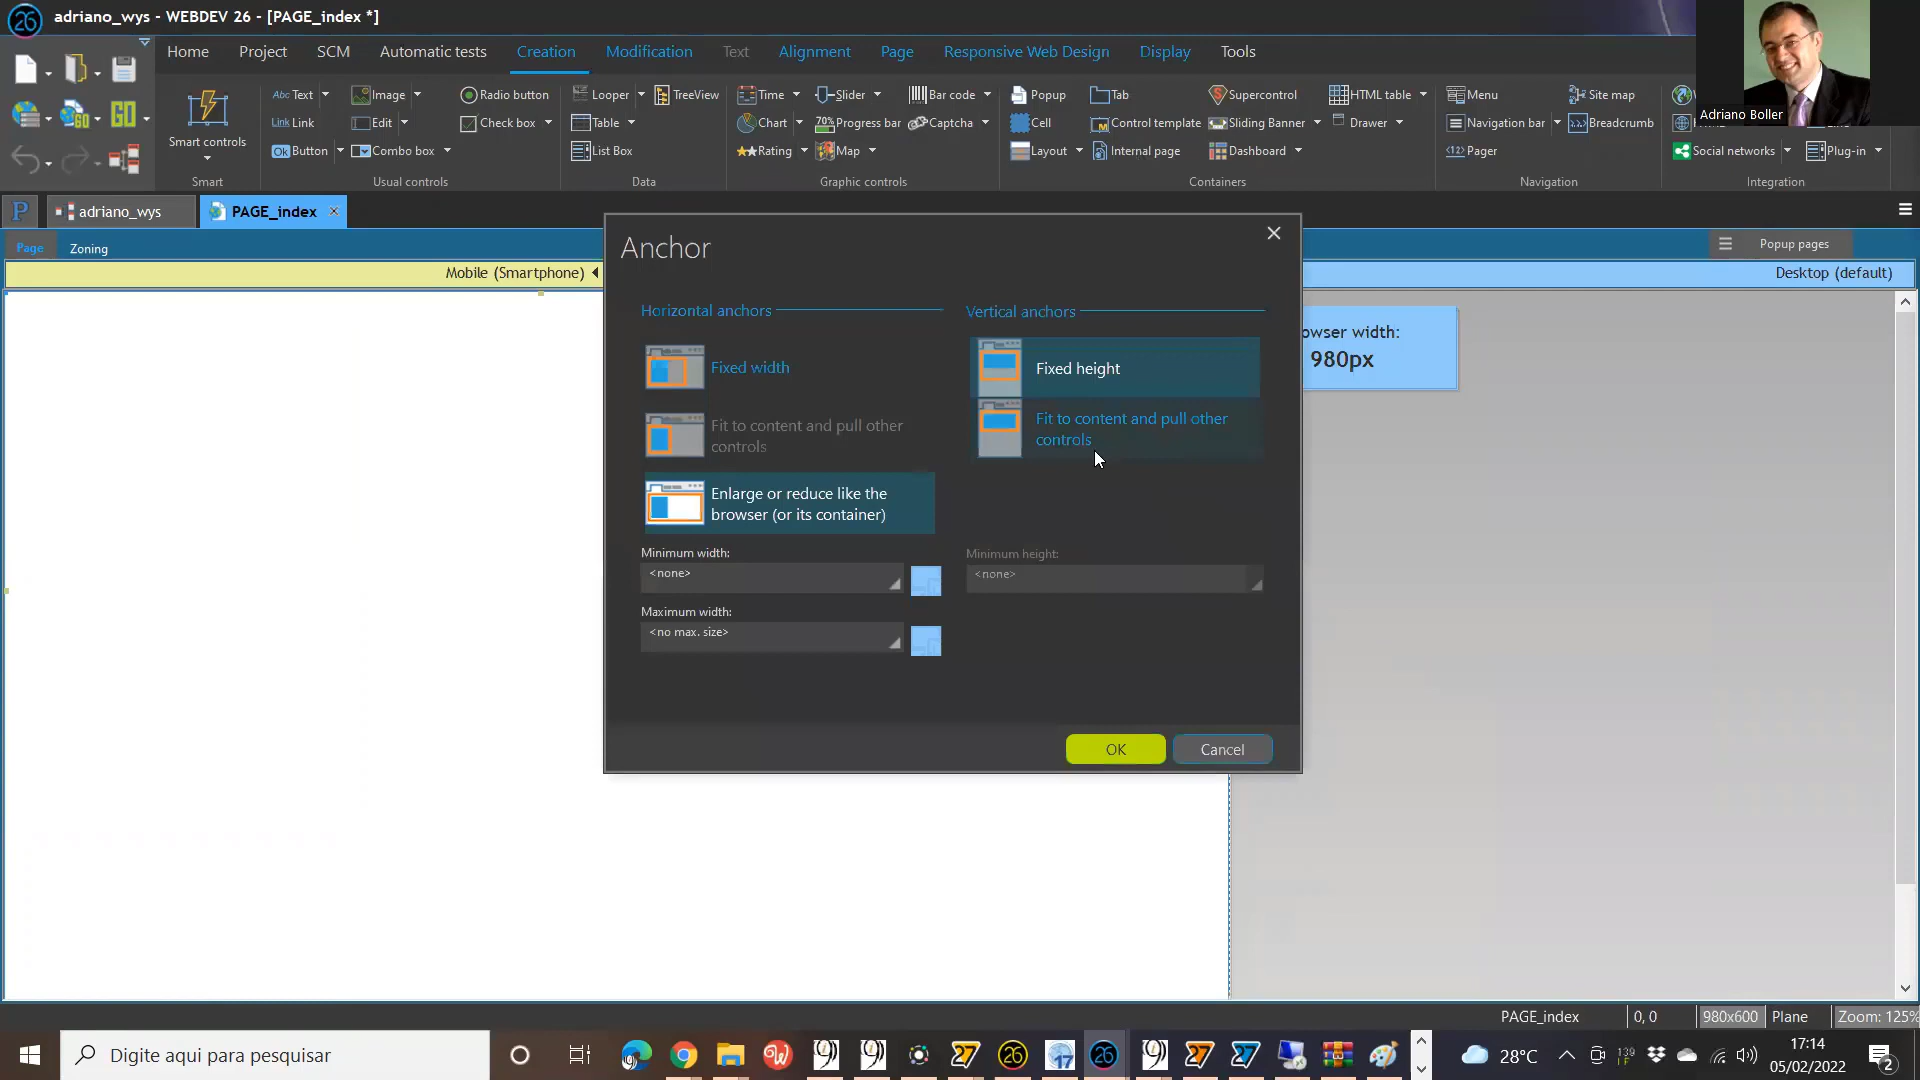 26 adriano_wys - WEBDEV 26 - [PAGE_index *]
Home Project SCM Automatic tests Creation Modification Text Alignment Page Responsive Web Design Display Tools
Adriano Boller
Smart controls
Abc Text Image Radio button
Link Link Edit Check box
Ok Button Combo box
Looper TreeView
Table
List Box
Time Slider Bar code
Chart 70% Progress bar Captcha
Rating Map
Popup Tab Supercontrol HTML table
Cell Control template Sliding Banner Drawer
Layout Internal page Dashboard
Menu Site map
Navigation bar Breadcrumb
<12> Pager
Social networks Plug-in
GO
Smart Usual controls Data Graphic controls Containers Navigation Integration
P adriano_wys PAGE_index
Page Zoning Popup pages
Mobile (Smartphone) Desktop (default)
Anchor
Horizontal anchors
Fixed width
Fit to content and pull other
controls
Enlarge or reduce like the
browser (or its container)
Minimum width:
<none>
Maximum width:
<no max. size>
Vertical anchors
Fixed height
Fit to content and pull other
controls
Minimum height:
<none>
OK Cancel
owser width:
980px
PAGE_index 0, 0 980x600 Plane Zoom: 125%
Digite aqui para pesquisar
28°C
17:14
05/02/2022
2